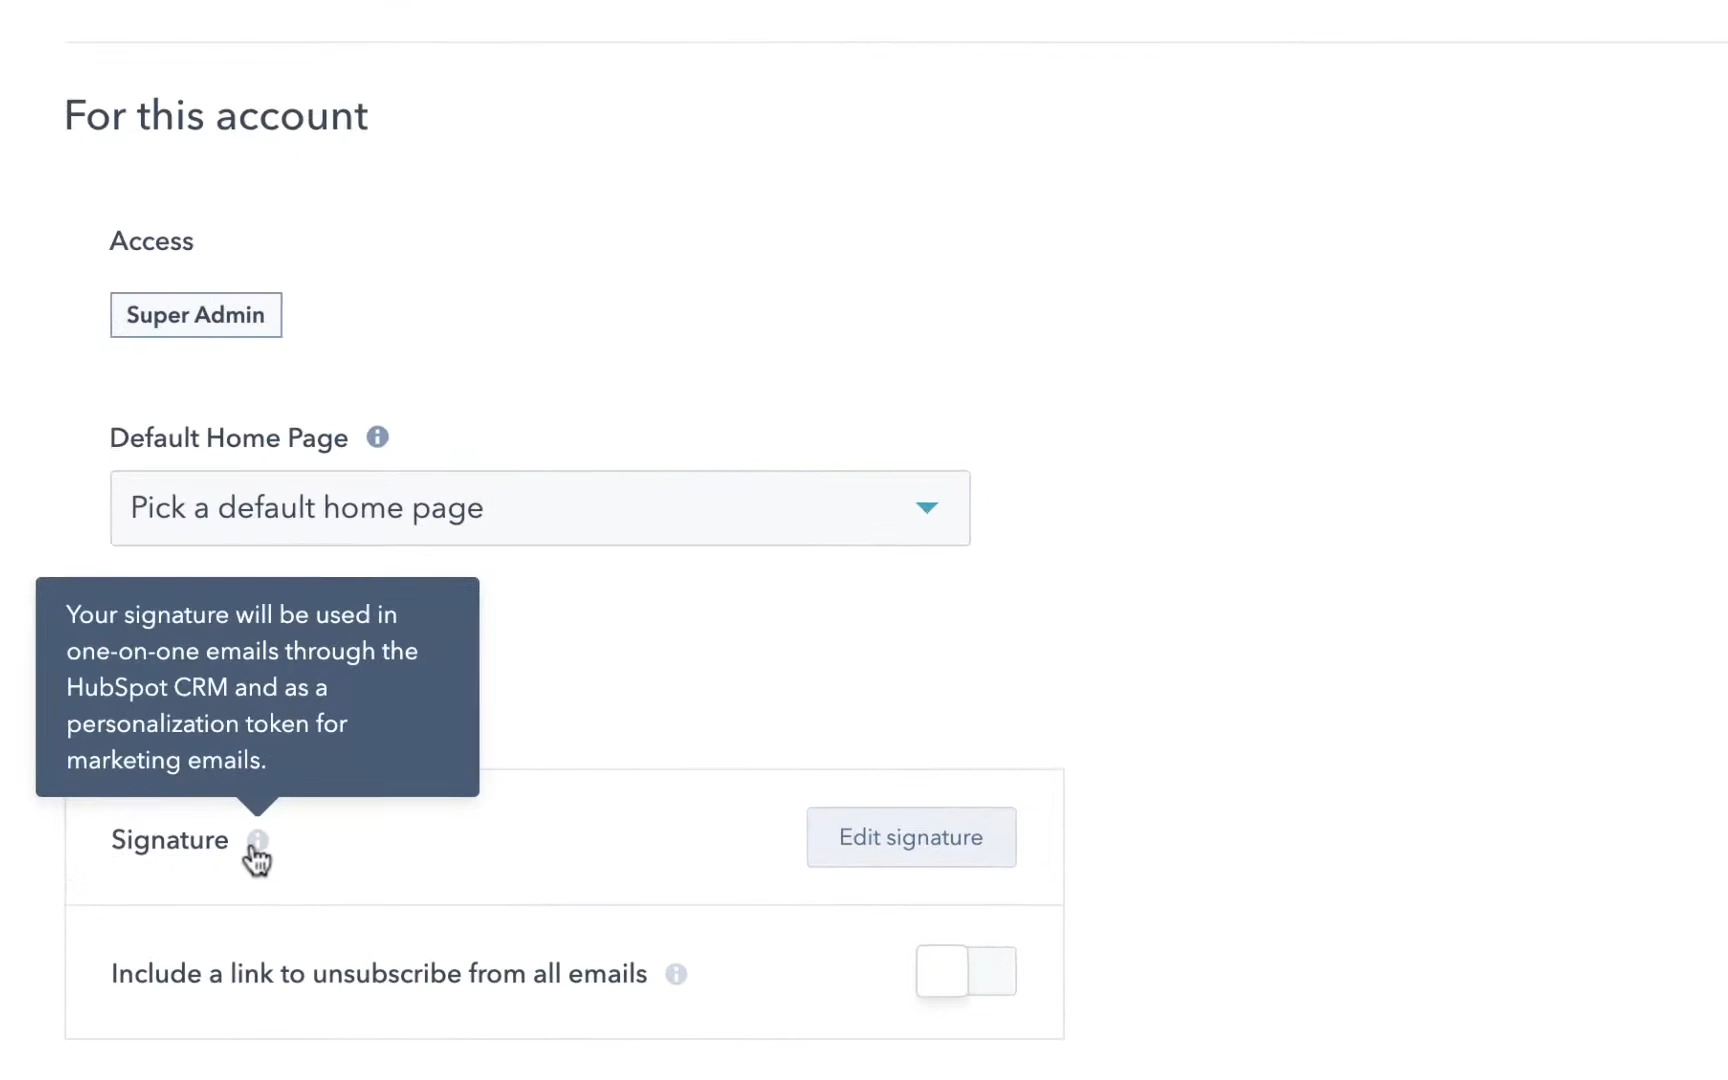 For this account
Access
Super Admin
Default Home Page
Pick a default home page
Your signature will be used in
one-on-one emails through the
HubSpot CRM and as a
personalization token for
marketing emails.
Signature
Edit signature
Include a link to unsubscribe from all emails